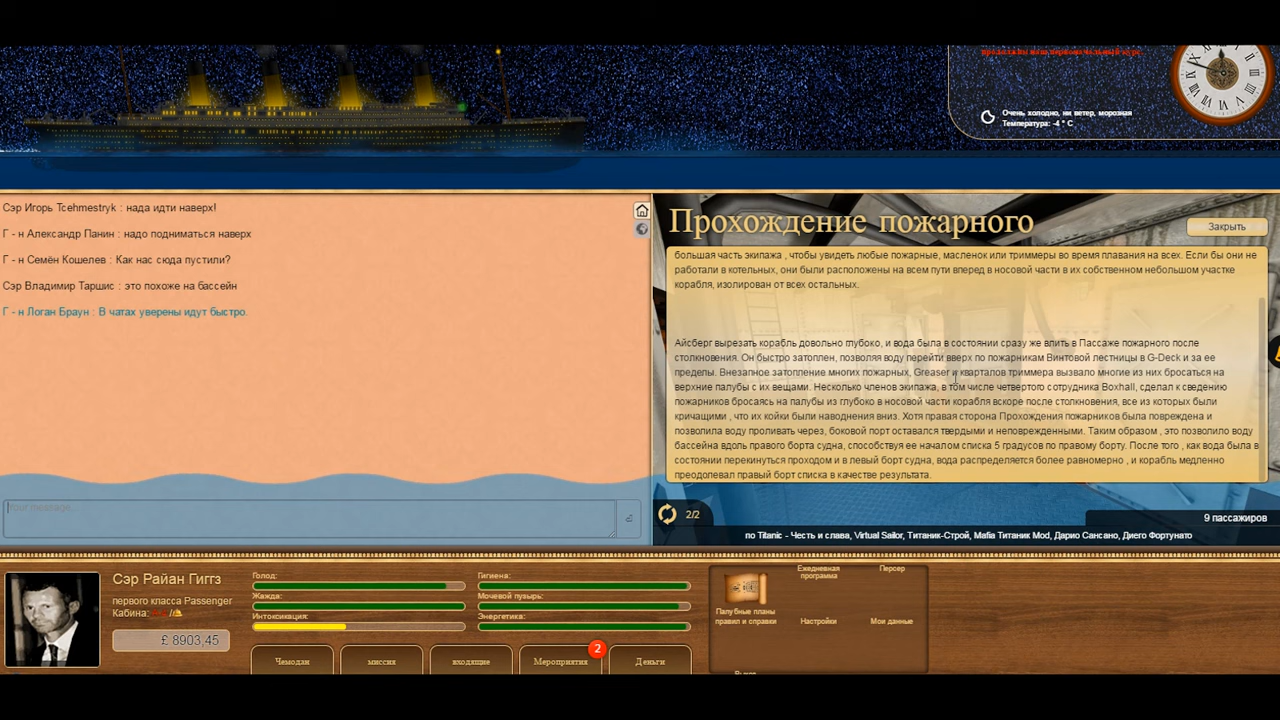 продолжим наш первоначальный курс.
Очень холодно, ни ветер, морозная
Температура: -4 ° C
Сэр Игорь Tcehmestryk : нада идти наверх!
Г - н Александр Панин : надо подниматься наверх
Г - н Семён Кошелев : Как нас сюда пустили?
Сэр Владимир Таршис : это похоже на бассейн
Г - н Логан Браун : В чатах уверены идут быстро.
Your message
Прохождение пожарного
Закрыть
большая часть экипажа , чтобы увидеть любые пожарные, масленок или триммеры во время плавания на всех. Если бы они не
работали в котельных, они были расположены на всем пути вперед в носовой части в их собственном небольшом участке
корабля, изолирован от всех остальных.
Айсберг вырезать корабль довольно глубоко, и вода была в состоянии сразу же влить в Пассаже пожарного после
столкновения. Он быстро затоплен, позволяя воду перейти вверх по пожарникам Винтовой лестницы в G-Deck и за ее
пределы. Внезапное затопление многих пожарных, Greaser и кварталов триммера вызвало многие из них бросаться на
верхние палубы с их вещами. Несколько членов экипажа, в том числе четвертого сотрудника Boxhall, сделал к сведению
пожарников бросаясь на палубы из глубоко в носовой части корабля вскоре после столкновения, все из которых были
кричащими , что их койки были наводнения вниз. Хотя правая сторона Прохождения пожарников была повреждена и
позволила воду проливать через, боковой порт оставался твердыми и неповрежденными. Таким образом , это позволило воду
бассейна вдоль правого борта судна, способствуя ее началом списка 5 градусов по правому борту. После того , как вода была в
состоянии перекинуться проходом и в левый борт судна, вода распределяется более равномерно , и корабль медленно
преодолевал правый борт списка в качестве результата.
2/2
9 пассажиров
по Titanic - Честь и слава, Virtual Sailor, Титаник-Строй, Mafia Titanic Mod, Дарио Сансано, Диего Фортунато
Сэр Райан Гиггз
первого класса Passenger
Кабина:
£ 8903,45
Голод:
Жажда:
Интоксикация:
Гигиена:
Мочевой пузырь:
Энергетика:
Чемодан
миссия
входящие
Мероприятия
2
Деньги
Палубные планы
правил и справки
Ежедневная
программа
Персер
Настройки
Мои данные